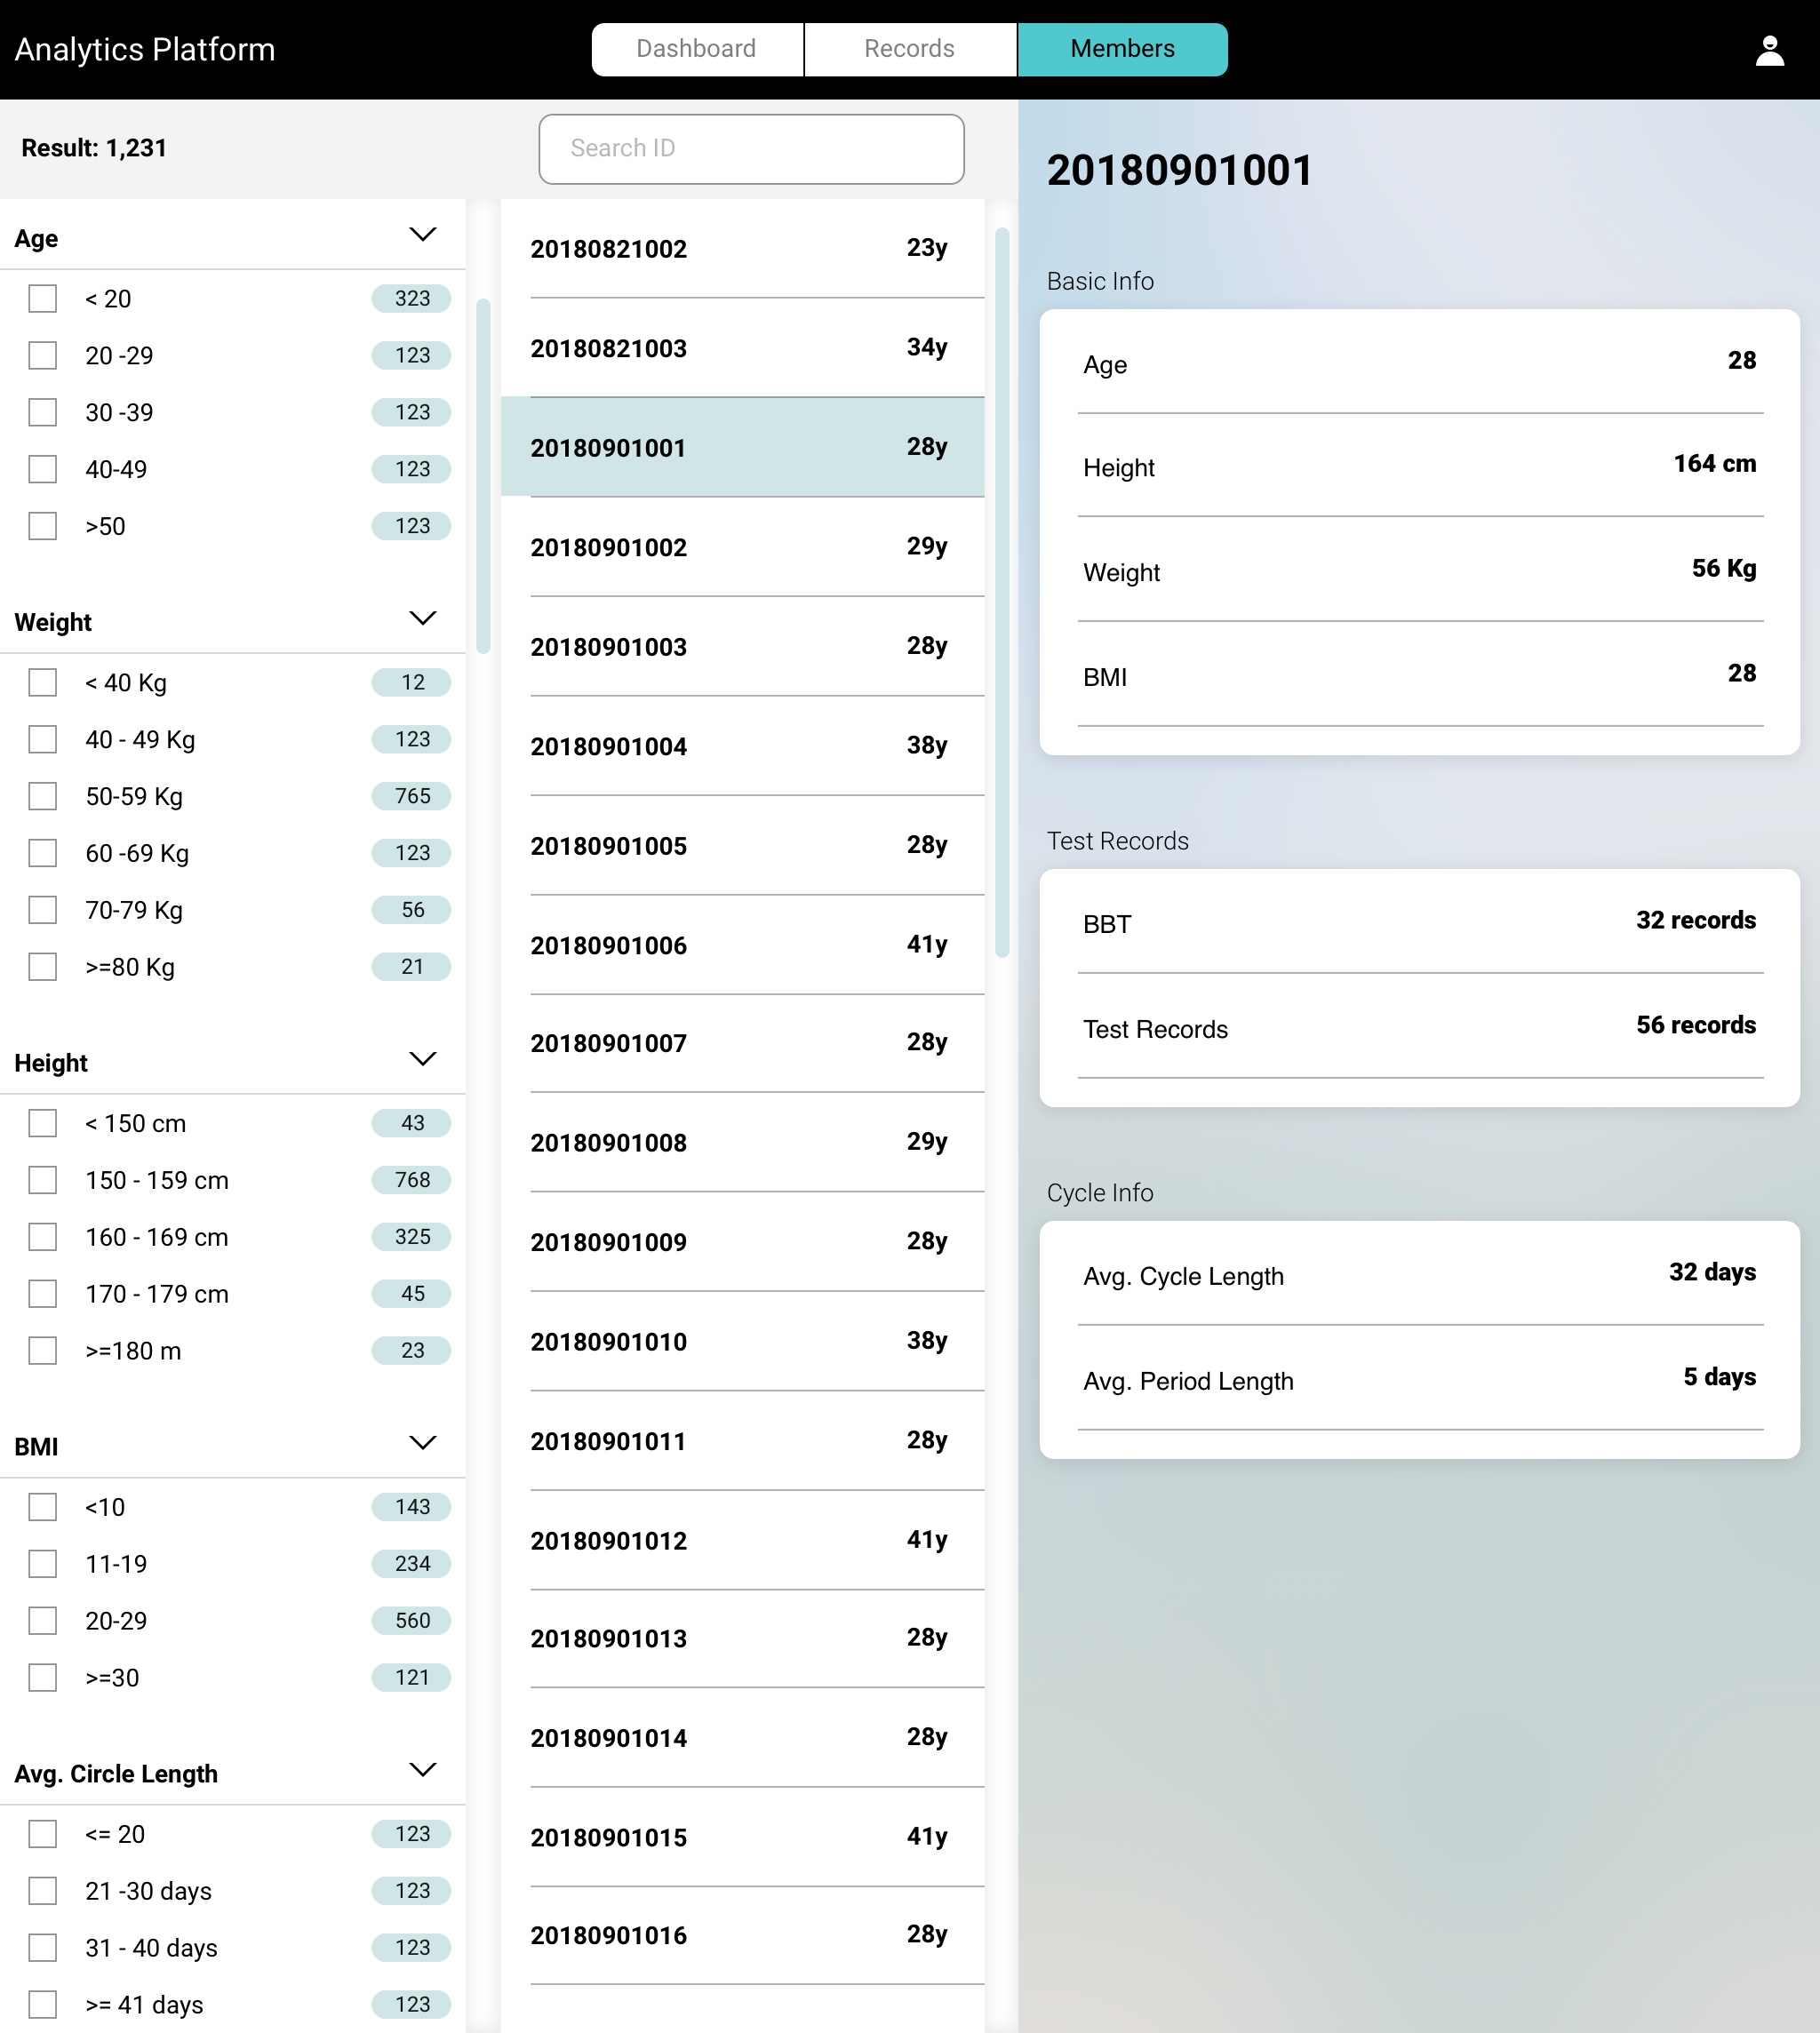 Analytics Platform
Dashboard
Records
Members
Result: 1,231
Search ID
Age
< 20 323
20 -29 123
30 -39 123
40-49 123
>50 123
Weight
< 40 Kg 12
40 - 49 Kg 123
50-59 Kg 765
60 -69 Kg 123
70-79 Kg 56
>=80 Kg 21
Height
< 150 cm 43
150 - 159 cm 768
160 - 169 cm 325
170 - 179 cm 45
>=180 m 23
BMI
<10 143
11-19 234
20-29 560
>=30 121
Avg. Circle Length
<= 20 123
21 -30 days 123
31 - 40 days 123
>= 41 days 123
20180821002 23y
20180821003 34y
20180901001 28y
20180901002 29y
20180901003 28y
20180901004 38y
20180901005 28y
20180901006 41y
20180901007 28y
20180901008 29y
20180901009 28y
20180901010 38y
20180901011 28y
20180901012 41y
20180901013 28y
20180901014 28y
20180901015 41y
20180901016 28y
20180901001
Basic Info
Age 28
Height 164 cm
Weight 56 Kg
BMI 28
Test Records
BBT 32 records
Test Records 56 records
Cycle Info
Avg. Cycle Length 32 days
Avg. Period Length 5 days